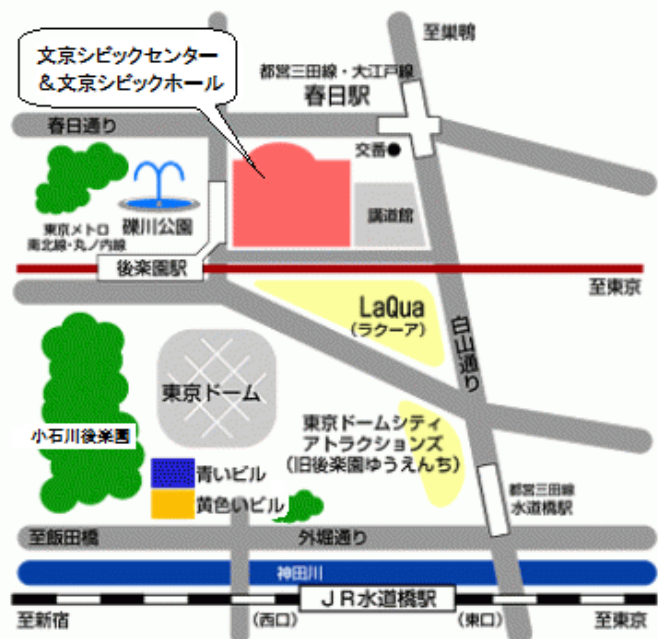 文京シビックセンター
＆文京シビックホール
至巣鴨
都営三田線・大江戸線
春日駅
春日通り
交番●
講道館
礫川公園
東京メトロ
南北線・丸ノ内線
後楽園駅
至東京
LaQua
(ラクーア)
白山通り
東京ドーム
小石川後楽園
東京ドームシティ
アトラクションズ
(旧後楽園ゆうえんち)
青いビル
黄色いビル
都営三田線
水道橋駅
至飯田橋
外堀通り
神田川
JR水道橋駅
至新宿
(西口)
(東口)
至東京